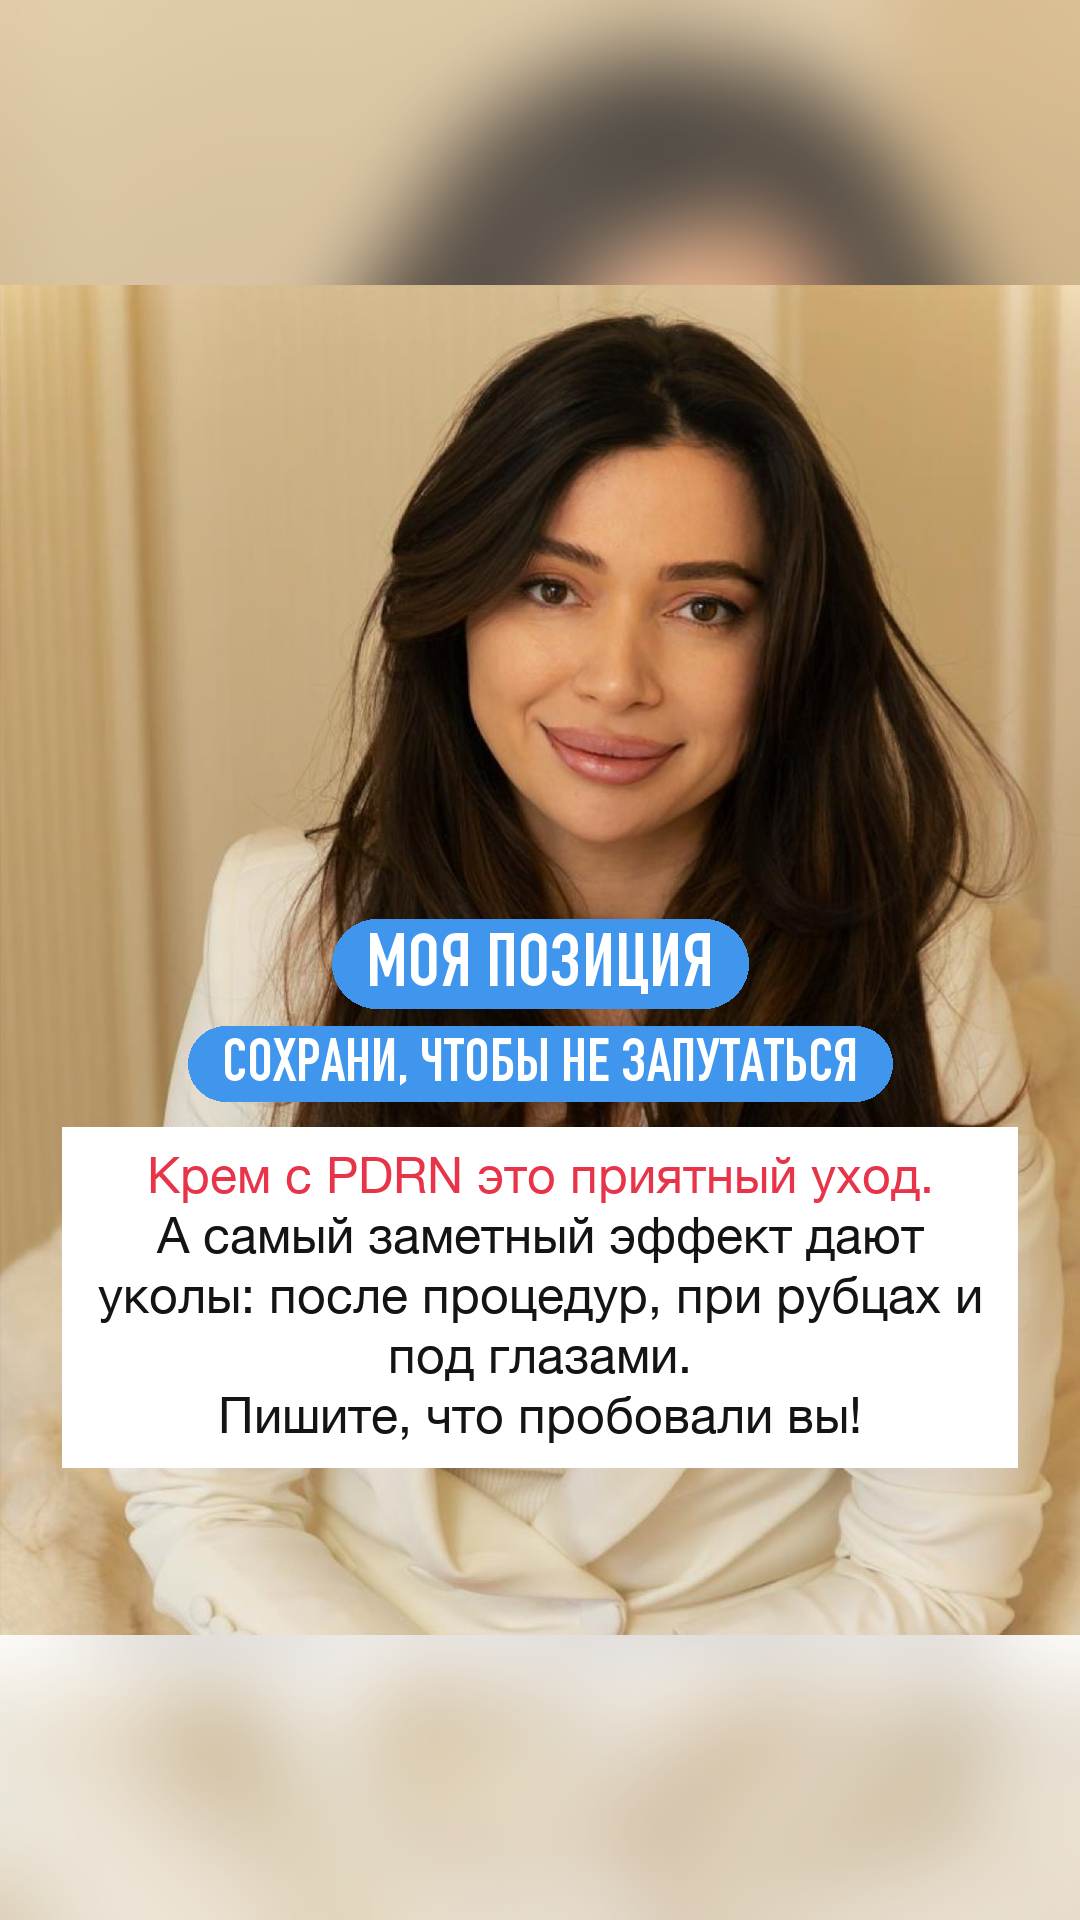 МОЯ ПОЗИЦИЯ
СОХРАНИ, ЧТОБЫ НЕ ЗАПУТАТЬСЯ
Крем с PDRN это приятный уход.
А самый заметный эффект дают
уколы: после процедур, при рубцах и
под глазами.
Пишите, что пробовали вы!